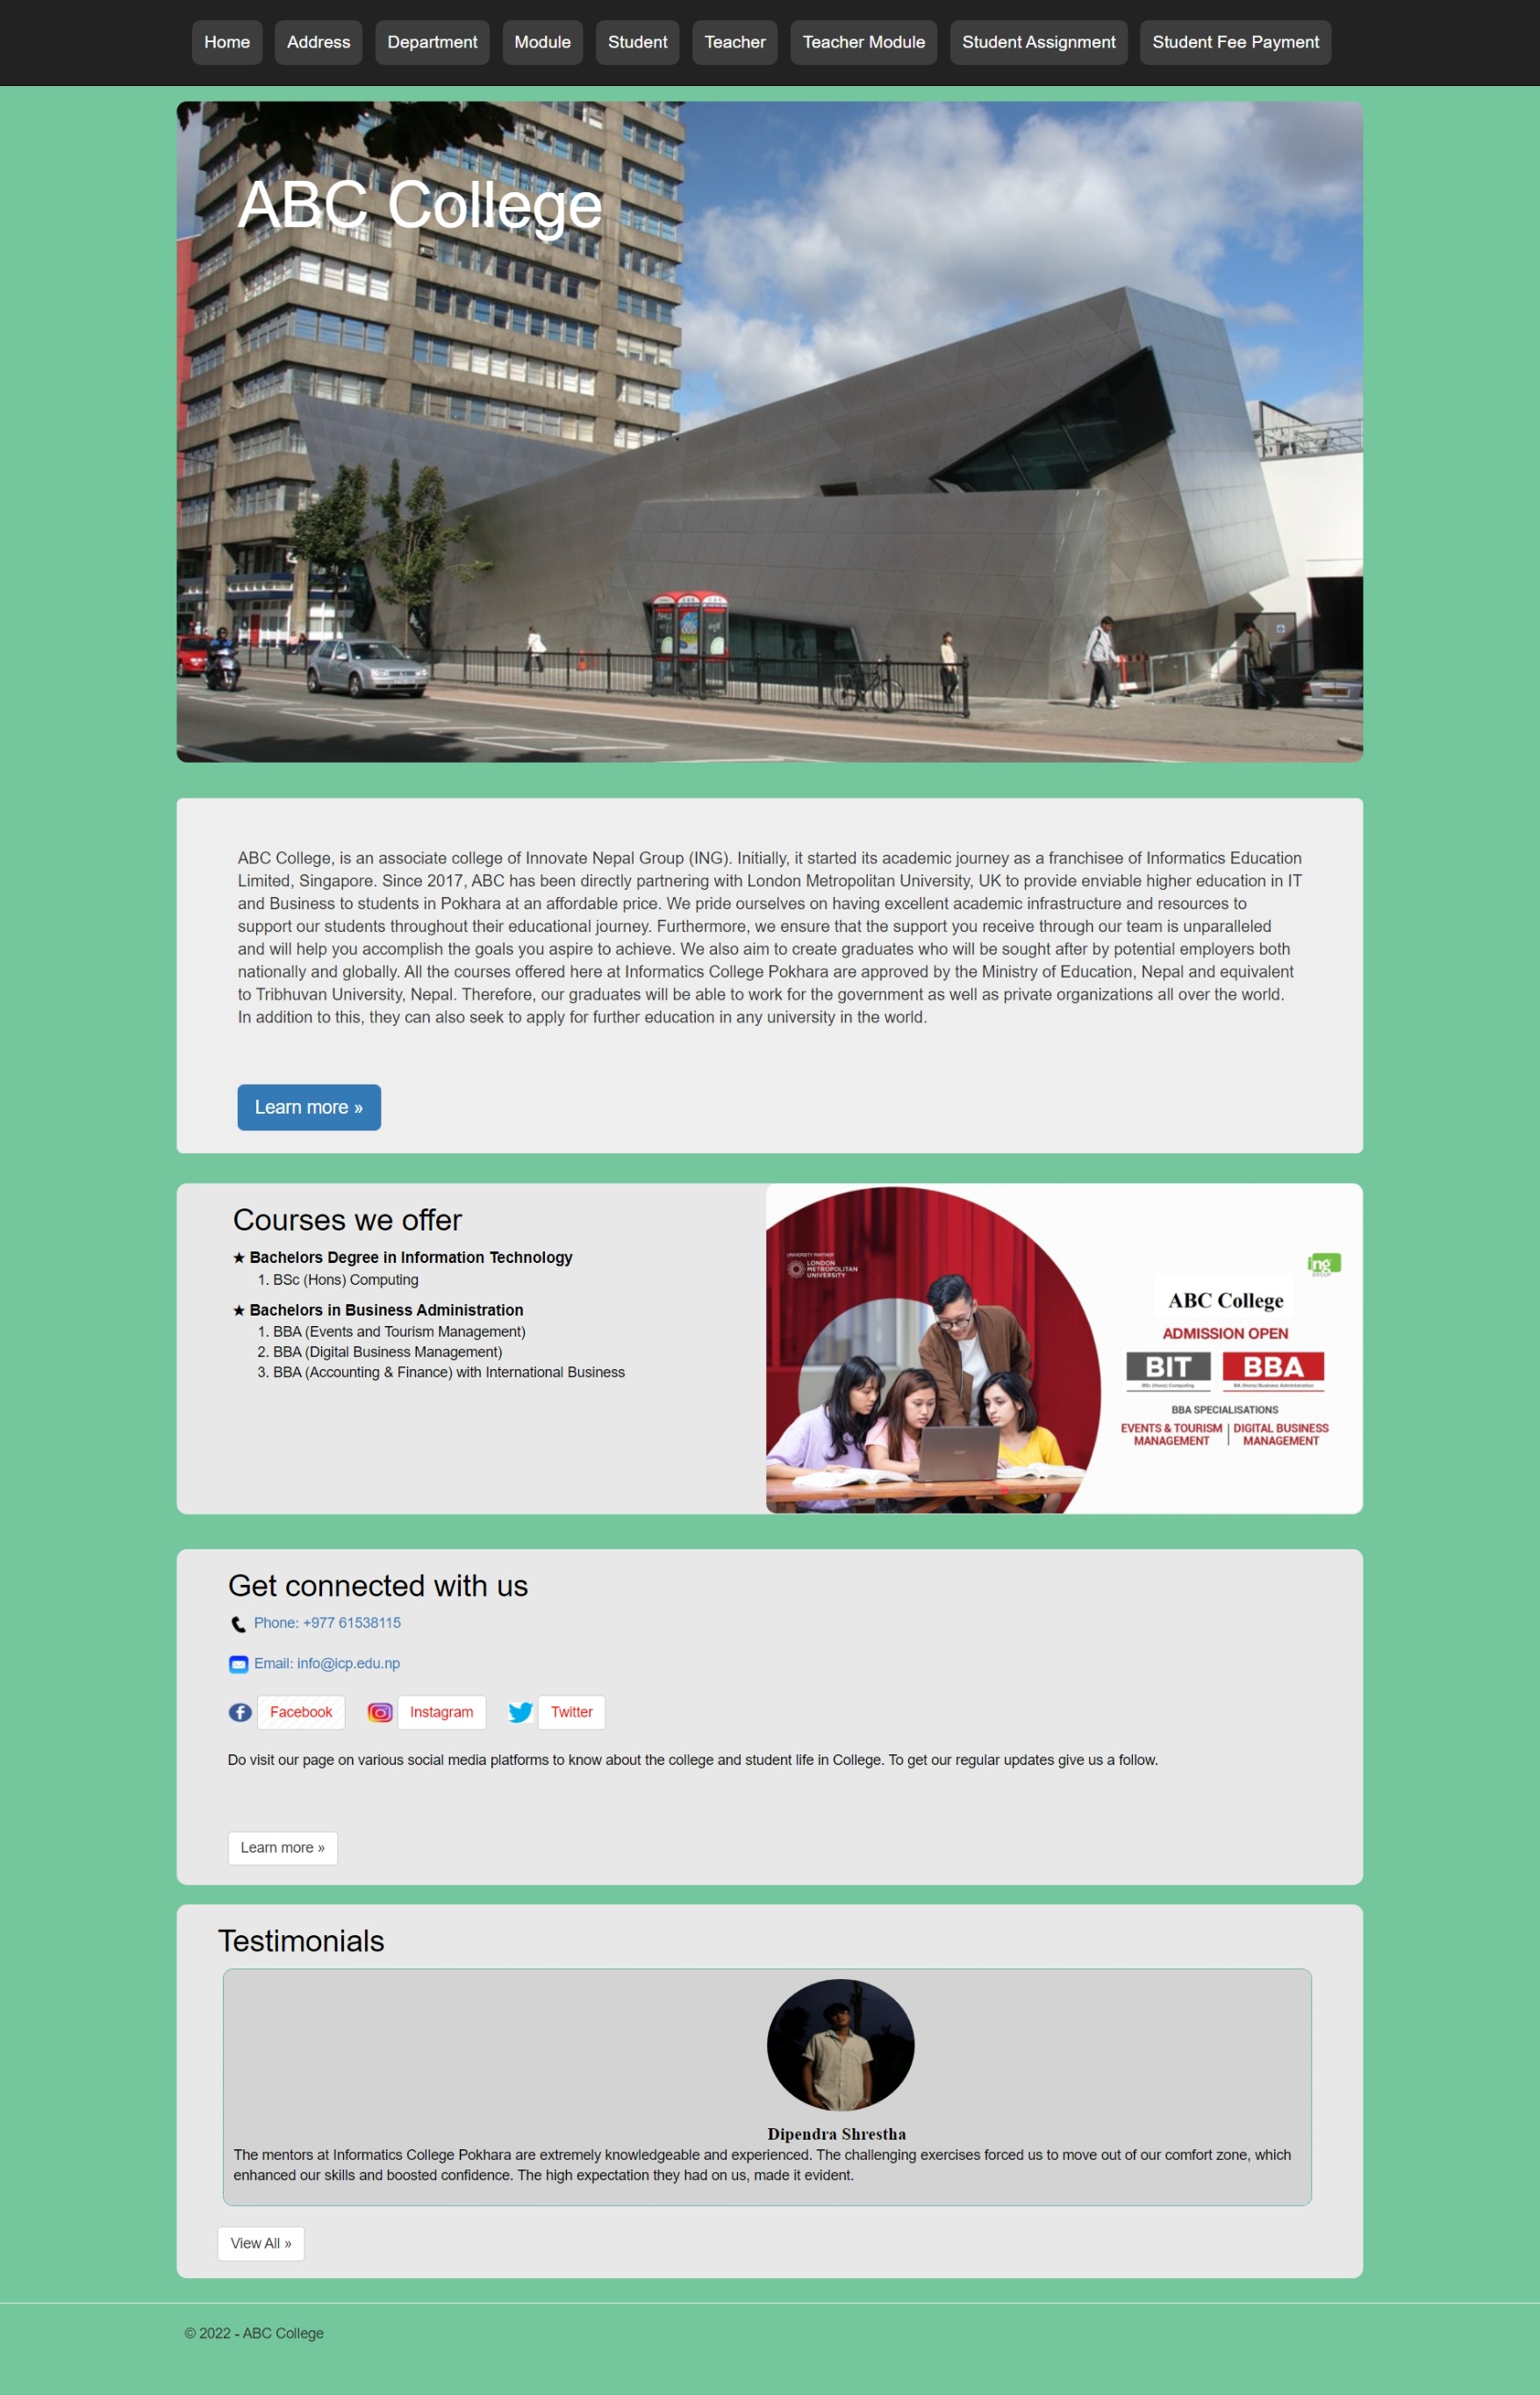 Home Address Department Module Student Teacher Teacher Module Student Assignment Student Fee Payment
ABC College
ABC College, is an associate college of Innovate Nepal Group (ING). Initially, it started its academic journey as a franchisee of Informatics Education
Limited, Singapore. Since 2017, ABC has been directly partnering with London Metropolitan University, UK to provide enviable higher education in IT
and Business to students in Pokhara at an affordable price. We pride ourselves on having excellent academic infrastructure and resources to
support our students throughout their educational journey. Furthermore, we ensure that the support you receive through our team is unparalleled
and will help you accomplish the goals you aspire to achieve. We also aim to create graduates who will be sought after by potential employers both
nationally and globally. All the courses offered here at Informatics College Pokhara are approved by the Ministry of Education, Nepal and equivalent
to Tribhuvan University, Nepal. Therefore, our graduates will be able to work for the government as well as private organizations all over the world.
In addition to this, they can also seek to apply for further education in any university in the world.
Learn more »
Courses we offer
★ Bachelors Degree in Information Technology
1. BSc (Hons) Computing
★ Bachelors in Business Administration
1. BBA (Events and Tourism Management)
2. BBA (Digital Business Management)
3. BBA (Accounting & Finance) with International Business
UNIVERSITY PARTNER
LONDON
METROPOLITAN
UNIVERSITY
ing
GROUP
ABC College
ADMISSION OPEN
BIT BBA
BSc (Hons) Computing BA (Hons) Business Administration
BBA SPECIALISATIONS
EVENTS & TOURISM | DIGITAL BUSINESS
MANAGEMENT | MANAGEMENT
Get connected with us
Phone: +977 61538115
Email: info@icp.edu.np
Facebook Instagram Twitter
Do visit our page on various social media platforms to know about the college and student life in College. To get our regular updates give us a follow.
Learn more »
Testimonials
Dipendra Shrestha
The mentors at Informatics College Pokhara are extremely knowledgeable and experienced. The challenging exercises forced us to move out of our comfort zone, which
enhanced our skills and boosted confidence. The high expectation they had on us, made it evident.
View All »
© 2022 - ABC College